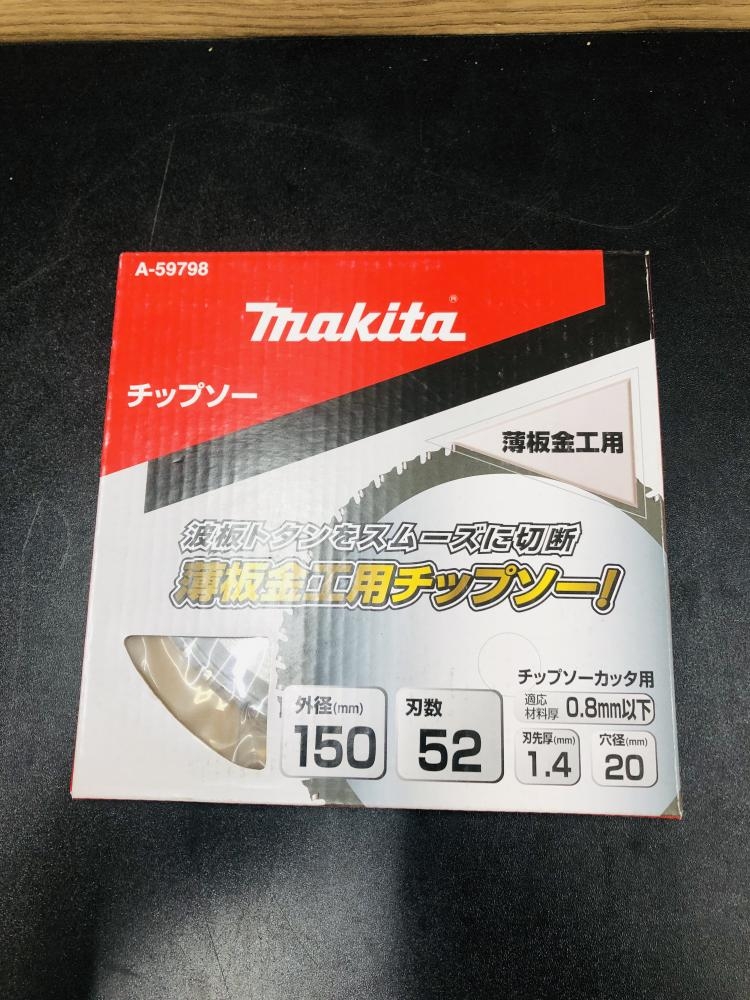 A-59798
makita®
チップソー
薄板金工用
波板トタンをスムーズに切断
薄板金工用チップソー!
チップソーカッタ用
外径(mm)
150
刃数
52
適応
材料厚
0.8mm以下
刃先厚(mm)
1.4
穴径(mm)
20